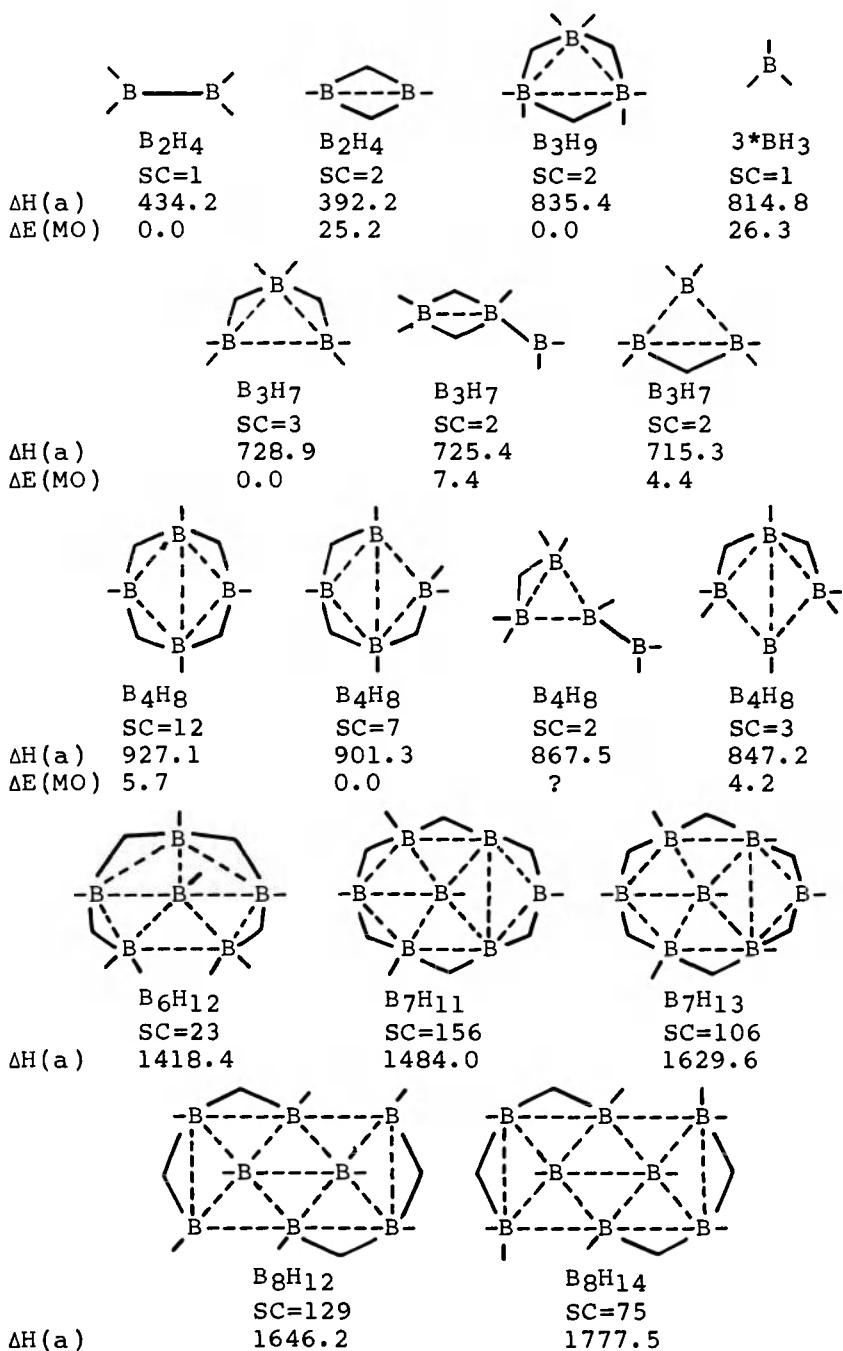 B B B B B B B B
B₂H₄ B₂H₄ B₃H₉ 3*BH₃
SC=1 SC=2 SC=2 SC=1
ΔH(a) 434.2 392.2 835.4 814.8
ΔE(MO) 0.0 25.2 0.0 26.3
B B B B B B B B B
B₃H₇ B₃H₇ B₃H₇
SC=3 SC=2 SC=2
ΔH(a) 728.9 725.4 715.3
ΔE(MO) 0.0 7.4 4.4
B B B B B B B B B B B B B B B B
B₄H₈ B₄H₈ B₄H₈ B₄H₈
SC=12 SC=7 SC=2 SC=3
ΔH(a) 927.1 901.3 867.5 847.2
ΔE(MO) 5.7 0.0 ? 4.2
B B B B B
B B B B B B B B B
B B B B B B
B₆H₁₂ B₇H₁₁ B₇H₁₃
SC=23 SC=156 SC=106
ΔH(a) 1418.4 1484.0 1629.6
B B B B B B
B B B B
B B B B B B
B₈H₁₂ B₈H₁₄
SC=129 SC=75
ΔH(a) 1646.2 1777.5